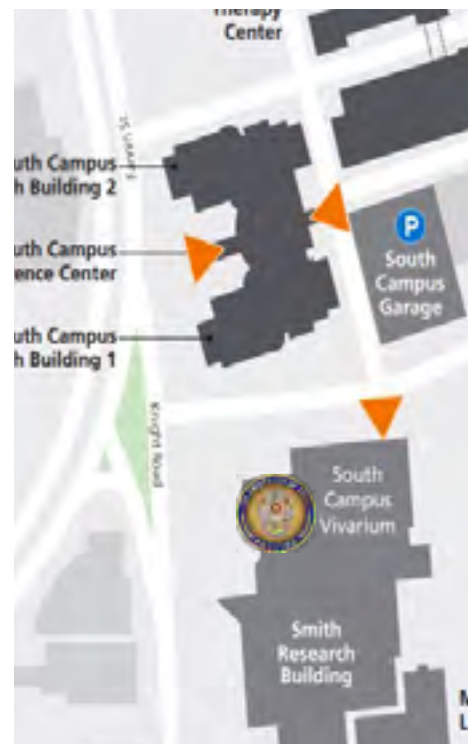 Therapy
Center
uth Campus
h Building 2
uth Campus
ence Center
uth Campus
h Building 1
P
South
Campus
Garage
Knight Road
South
Campus
Vivarium
Smith
Research
Building
M
L